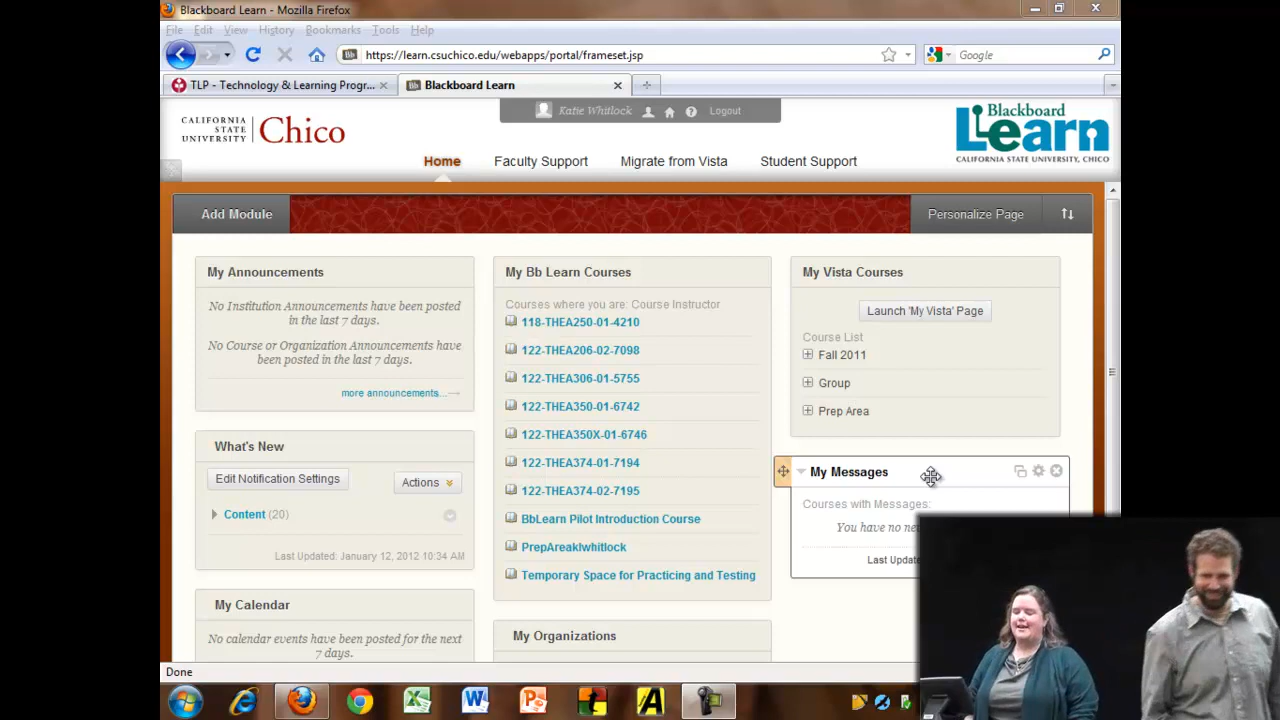 Blackboard Learn - Mozilla Firefox
File Edit View History Bookmarks Tools Help
https://learn.csuchico.edu/webapps/portal/frameset.jsp
Google
TLP - Technology & Learning Progr...
Blackboard Learn
Katie Whitlock
Logout
CALIFORNIA
STATE
UNIVERSITY,
Chico
Blackboard
Learn
CALIFORNIA STATE UNIVERSITY, CHICO
Home Faculty Support Migrate from Vista Student Support
Add Module
Personalize Page
My Announcements
No Institution Announcements have been posted
in the last 7 days.
No Course or Organization Announcements have
been posted in the last 7 days.
more announcements...
What's New
Edit Notification Settings
Actions
Content (20)
Last Updated: January 12, 2012 10:34 AM
My Calendar
No calendar events have been posted for the next
7 days.
My Bb Learn Courses
Courses where you are: Course Instructor
118-THEA250-01-4210
122-THEA206-02-7098
122-THEA306-01-5755
122-THEA350-01-6742
122-THEA350X-01-6746
122-THEA374-01-7194
122-THEA374-02-7195
BbLearn Pilot Introduction Course
PrepAreaklwhitlock
Temporary Space for Practicing and Testing
My Organizations
My Vista Courses
Launch 'My Vista' Page
Course List
Fall 2011
Group
Prep Area
My Messages
Courses with Messages:
You have no ne
Last Update
Done